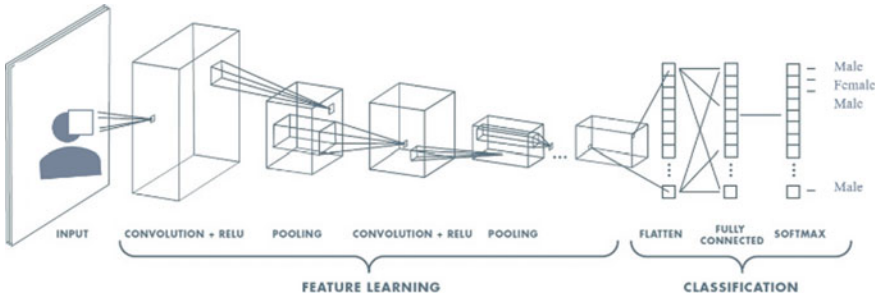 Male
Female
Male
Male
INPUT
CONVOLUTION + RELU
POOLING
CONVOLUTION + RELU
POOLING
FLATTEN
FULLY
CONNECTED
SOFTMAX
FEATURE LEARNING
CLASSIFICATION